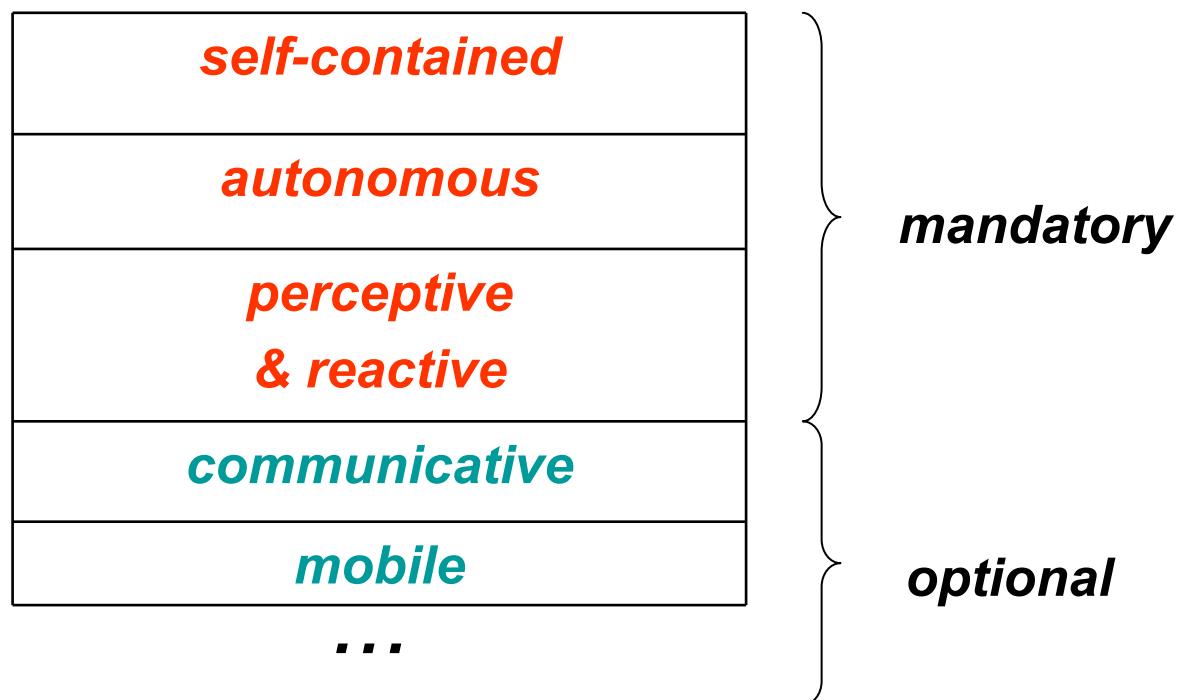 self-contained
autonomous
mandatory
perceptive
& reactive
communicative
mobile
optional
...